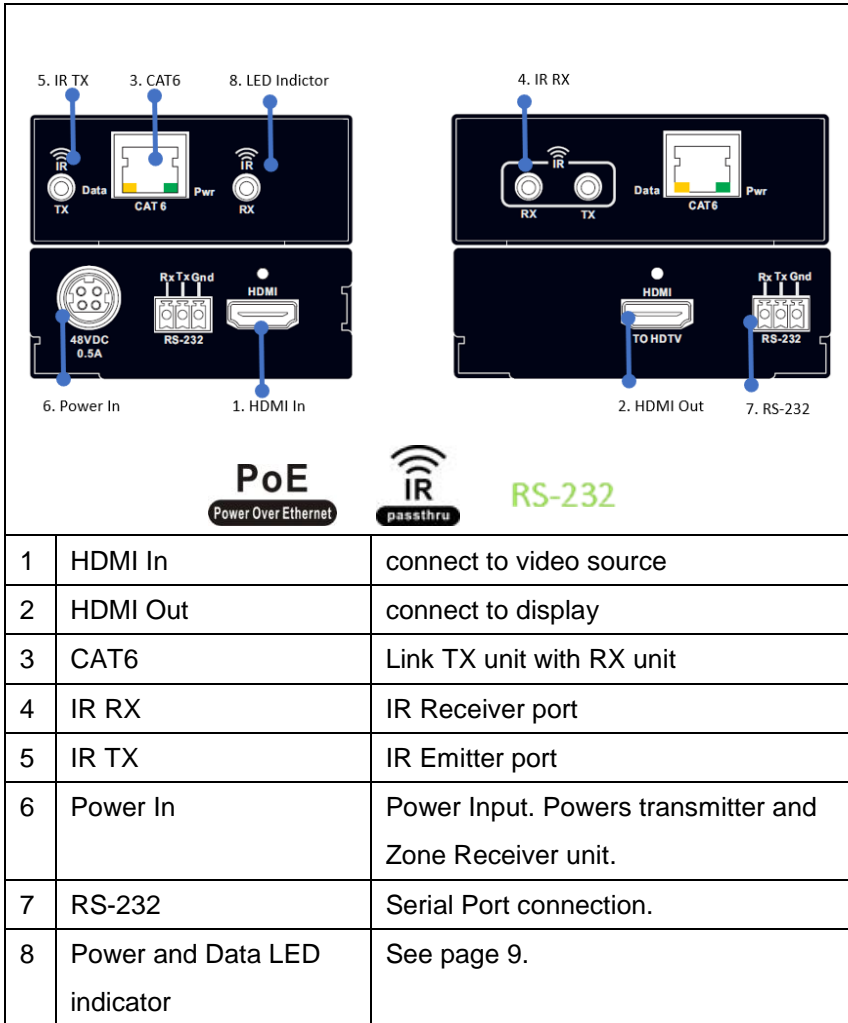 5. IR TX 3. CAT6 8. LED Indictor 4. IR RX
IR IR IR
Data Pwr Data Pwr
TX CAT 6 RX RX TX CAT6
RxTxGnd HDMI HDMI Rx Tx Gnd
48VDC RS-232 TO HDTV RS-232
0.5A
6. Power In 1. HDMI In 2. HDMI Out 7. RS-232
PoE IR RS-232
Power Over Ethernet passthru
1 HDMI In connect to video source
2 HDMI Out connect to display
3 CAT6 Link TX unit with RX unit
4 IR RX IR Receiver port
5 IR TX IR Emitter port
6 Power In Power Input. Powers transmitter and
Zone Receiver unit.
7 RS-232 Serial Port connection.
8 Power and Data LED See page 9.
indicator